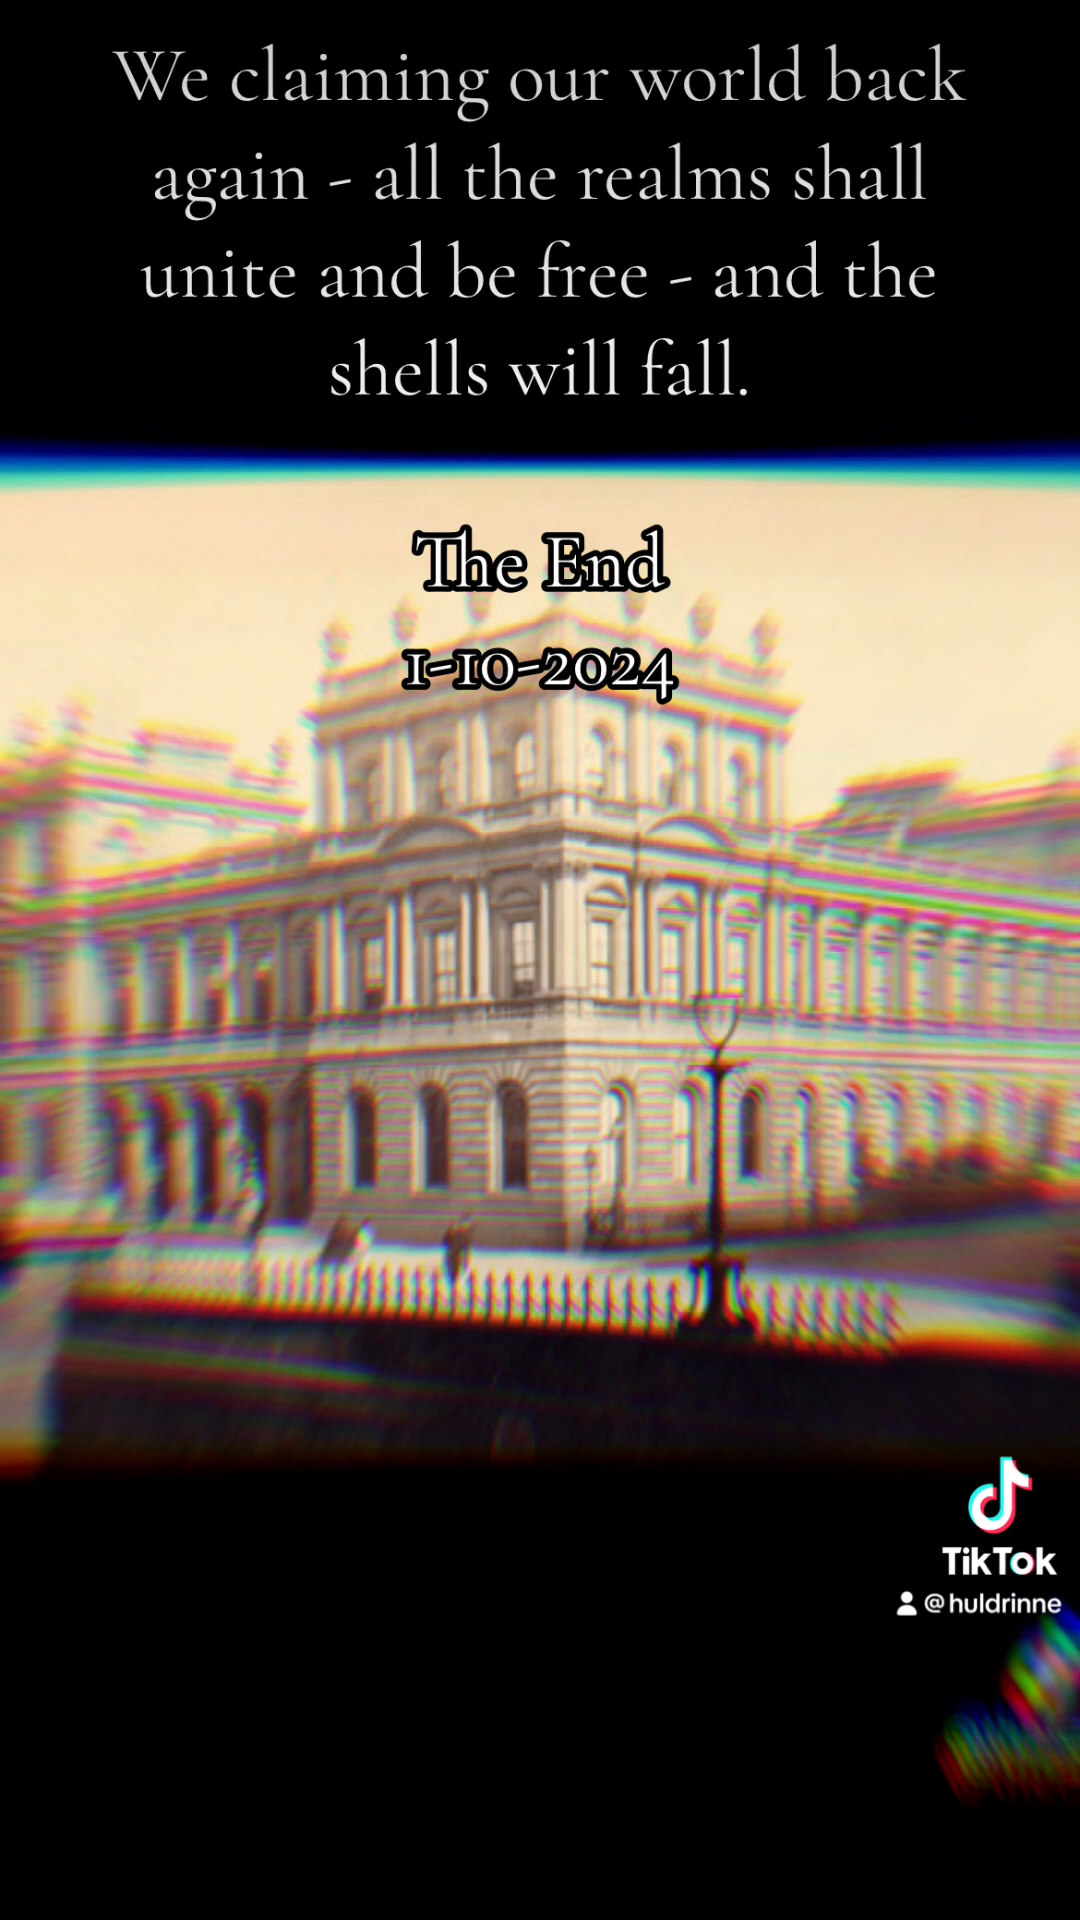 We claiming our world back
again - all the realms shall
unite and be free - and the
shells will fall.
The End
1-10-2024
TikTok
@huldrinne